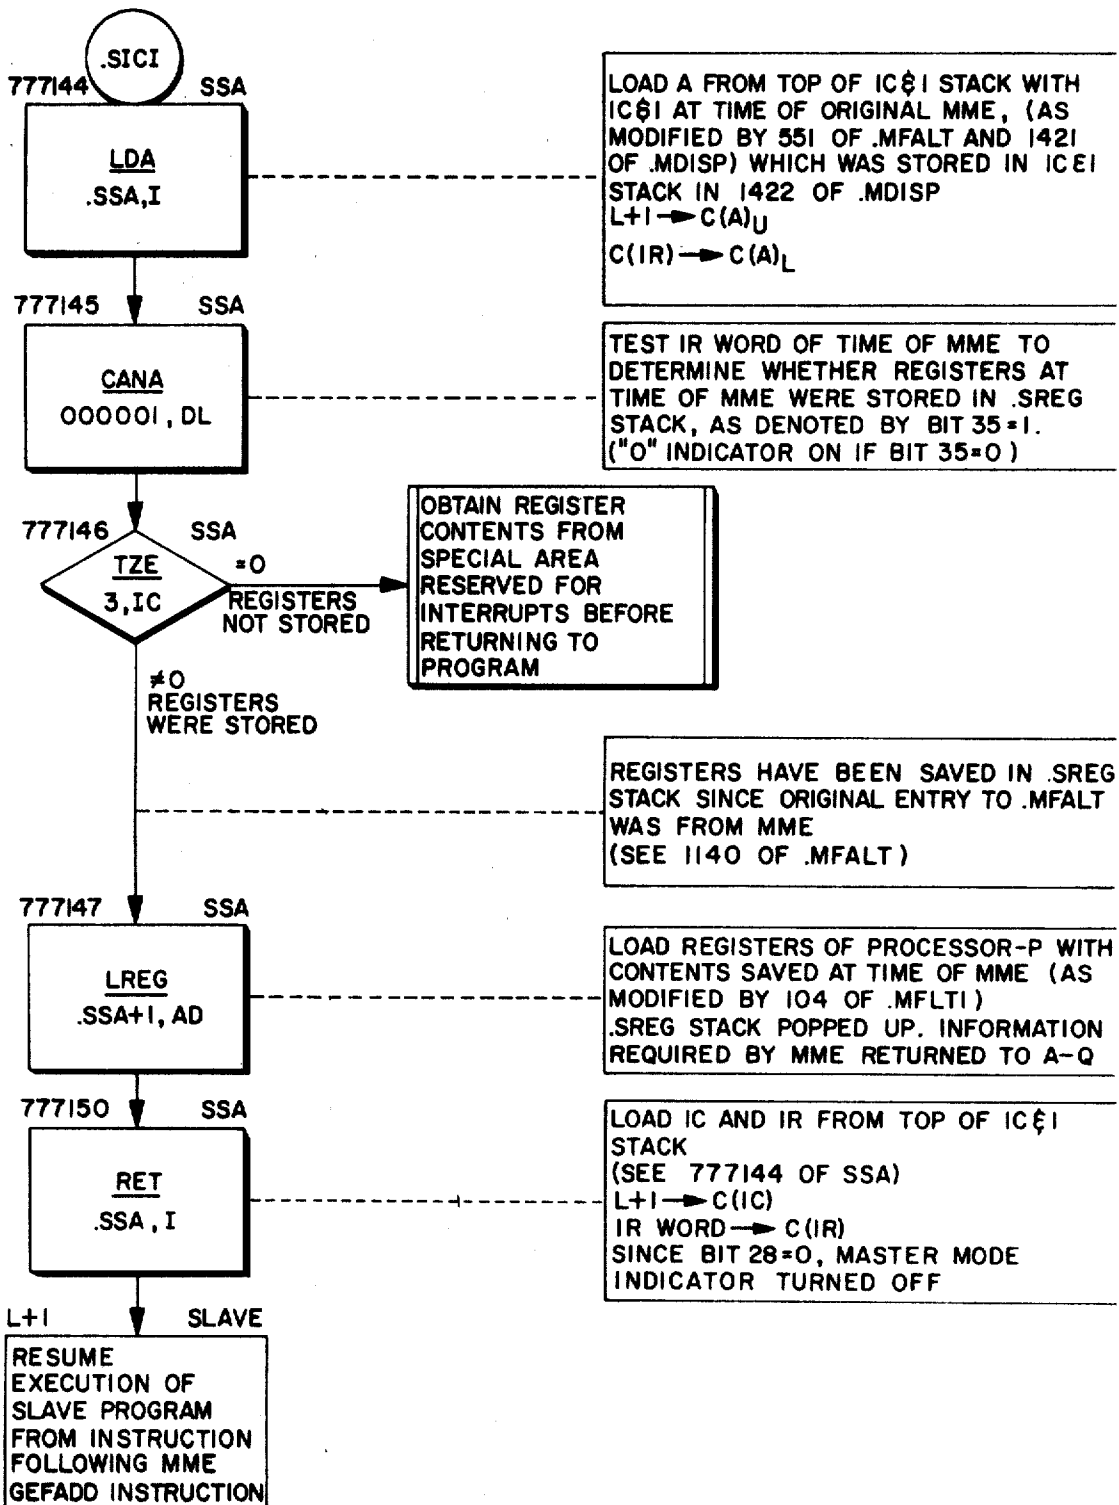 .SICI
777144 SSA
LDA
.SSA,I
LOAD A FROM TOP OF IC&I STACK WITH
IC&I AT TIME OF ORIGINAL MME, (AS
MODIFIED BY 551 OF .MFALT AND 1421
OF .MDISP) WHICH WAS STORED IN IC&I
STACK IN 1422 OF .MDISP
L+1→C(A)U
C(IR)→C(A)L
777145 SSA
CANA
000001,DL
TEST IR WORD OF TIME OF MME TO
DETERMINE WHETHER REGISTERS AT
TIME OF MME WERE STORED IN .SREG
STACK, AS DENOTED BY BIT 35=1.
("0" INDICATOR ON IF BIT 35=0)
777146 SSA
TZE
3,IC
=0
REGISTERS
NOT STORED
OBTAIN REGISTER
CONTENTS FROM
SPECIAL AREA
RESERVED FOR
INTERRUPTS BEFORE
RETURNING TO
PROGRAM
≠0
REGISTERS
WERE STORED
REGISTERS HAVE BEEN SAVED IN .SREG
STACK SINCE ORIGINAL ENTRY TO .MFALT
WAS FROM MME
(SEE 1140 OF .MFALT)
777147 SSA
LREG
.SSA+1,AD
LOAD REGISTERS OF PROCESSOR-P WITH
CONTENTS SAVED AT TIME OF MME (AS
MODIFIED BY 104 OF .MFLT1)
.SREG STACK POPPED UP. INFORMATION
REQUIRED BY MME RETURNED TO A-Q
777150 SSA
RET
.SSA,I
LOAD IC AND IR FROM TOP OF IC&I
STACK
(SEE 777144 OF SSA)
L+1→C(IC)
IR WORD→C(IR)
SINCE BIT 28=0, MASTER MODE
INDICATOR TURNED OFF
L+1 SLAVE
RESUME
EXECUTION OF
SLAVE PROGRAM
FROM INSTRUCTION
FOLLOWING MME
GEFADD INSTRUCTION